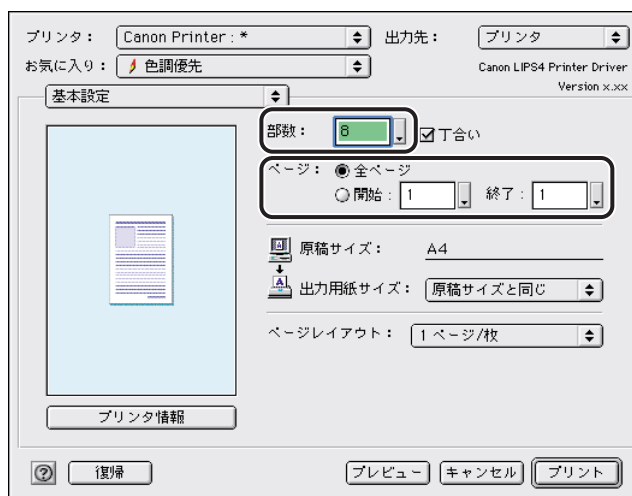 プリンタ： Canon Printer : * 出力先： プリンタ
お気に入り： 色調優先 Canon LIPS4 Printer Driver
Version x.xx
基本設定
部数： 8 丁合い
ページ： 全ページ
開始： 1 終了： 1
原稿サイズ： A4
出力用紙サイズ： 原稿サイズと同じ
ページレイアウト： 1 ページ/枚
プリンタ情報
? 復帰 プレビュー キャンセル プリント